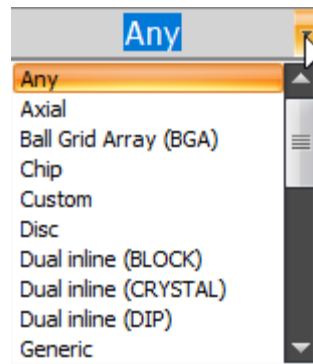 Any
Any
Axial
Ball Grid Array (BGA)
Chip
Custom
Disc
Dual inline (BLOCK)
Dual inline (CRYSTAL)
Dual inline (DIP)
Generic